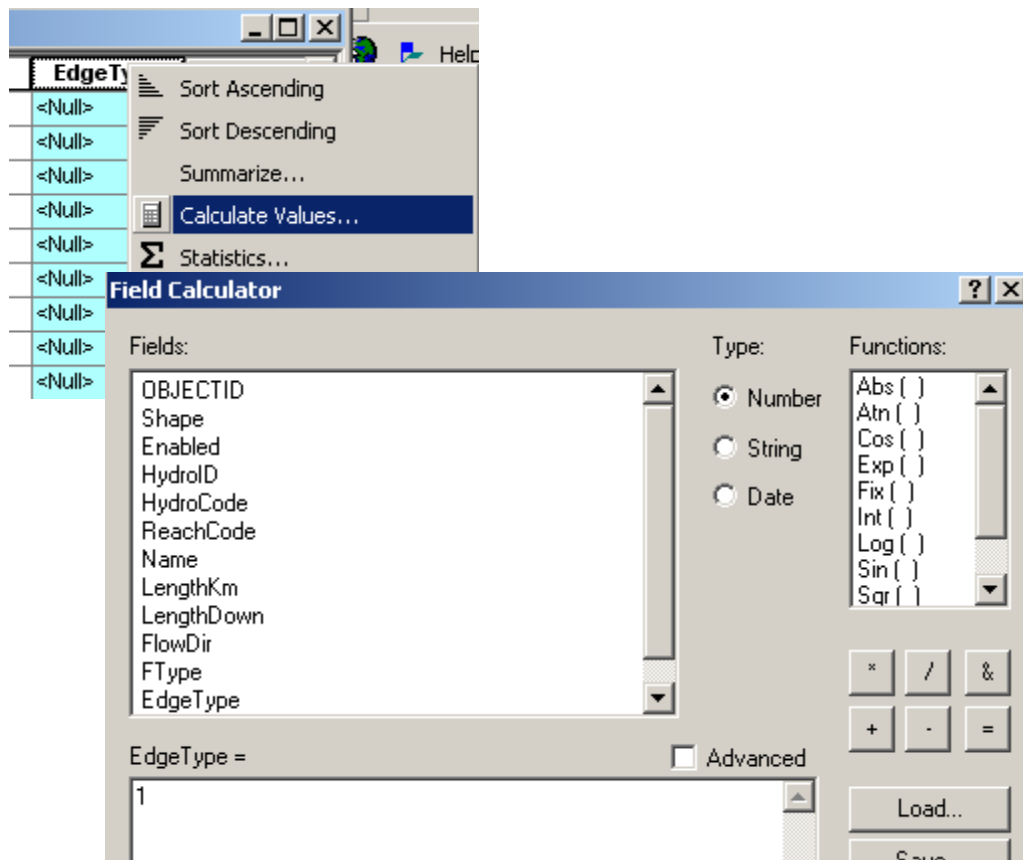 Help
EdgeTy
<Null>
<Null>
<Null>
<Null>
<Null>
<Null>
<Null>
<Null>
<Null>
Sort Ascending
Sort Descending
Summarize...
Calculate Values...
Σ Statistics...
Field Calculator
Fields:
OBJECTID
Shape
Enabled
HydroID
HydroCode
ReachCode
Name
LengthKm
LengthDown
FlowDir
FType
EdgeType
Type:
Number
String
Date
Functions:
Abs ( )
Atn ( )
Cos ( )
Exp ( )
Fix ( )
Int ( )
Log ( )
Sin ( )
Sqr ( )
* / &
+ - =
EdgeType =
Advanced
1
Load...
Save...